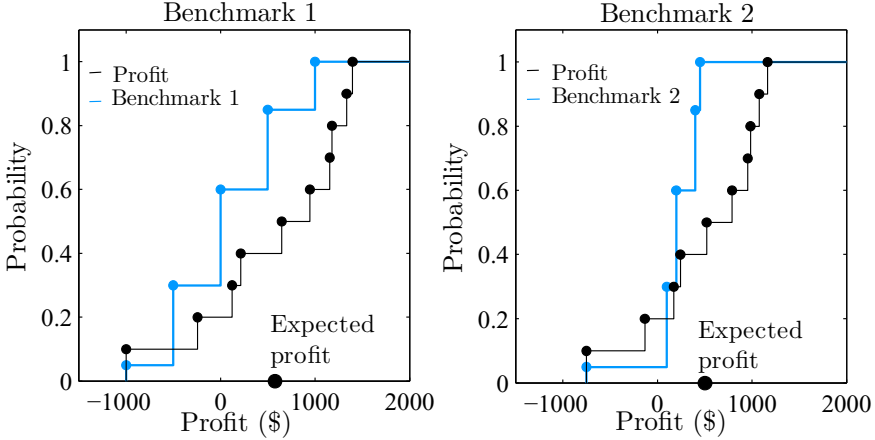 Benchmark 1
1
0.8
0.6
0.4
0.2
0
Probability
Profit
Benchmark 1
Expected
profit
−1000 0 1000 2000
Profit ($)
Benchmark 2
1
0.8
0.6
0.4
0.2
0
Probability
Profit
Benchmark 2
Expected
profit
−1000 0 1000 2000
Profit ($)